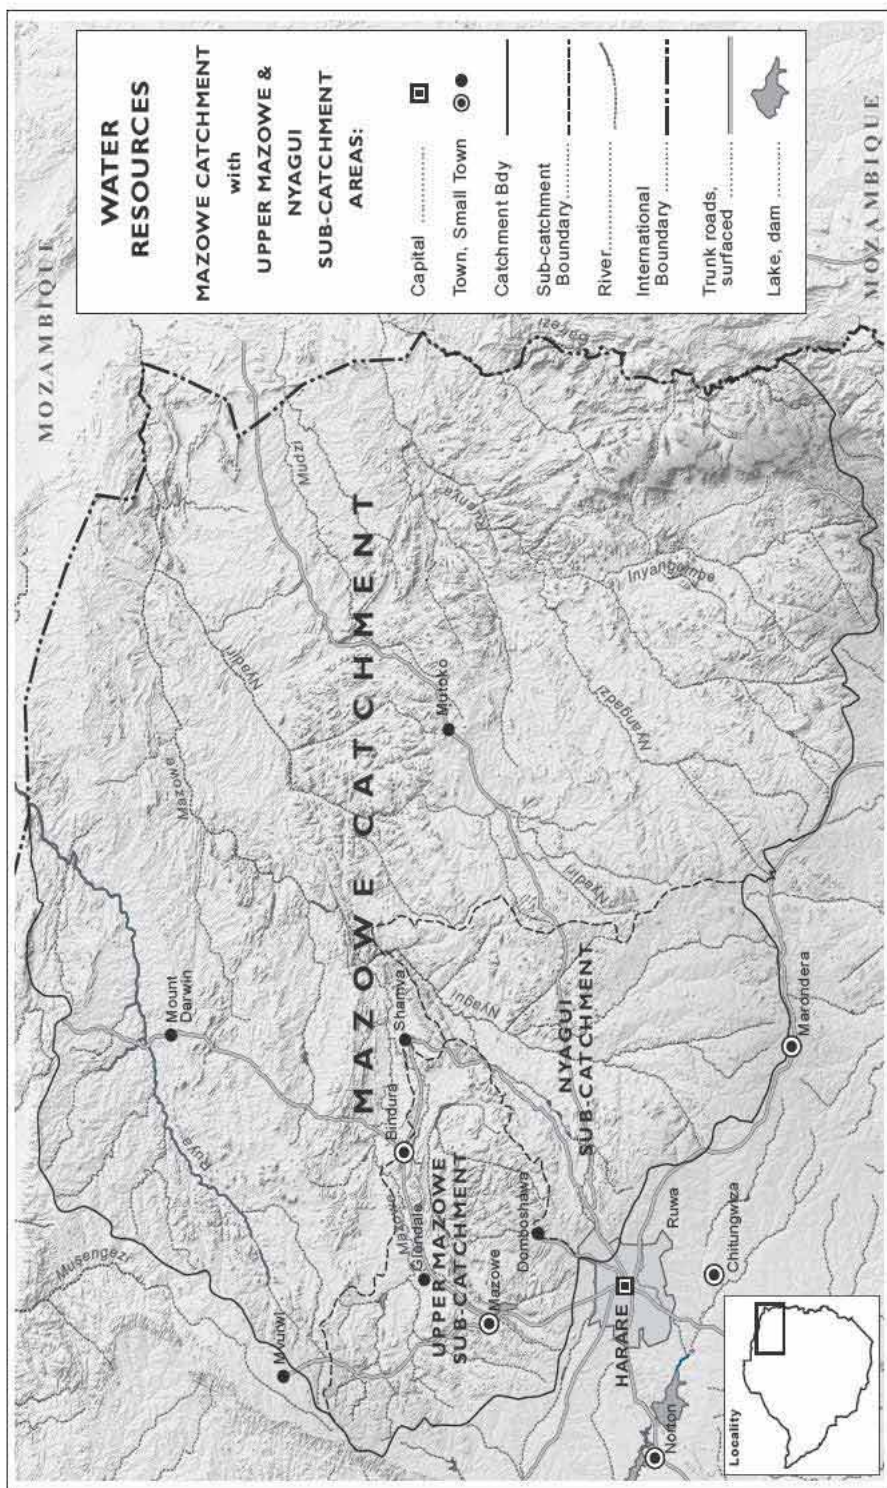 WATER
RESOURCES
MAZOWE CATCHMENT
with
UPPER MAZOWE &
NYAGUI
SUB-CATCHMENT
AREAS:
Capital
Town, Small Town
Catchment Bdy
Sub-catchment
Boundary
River
International
Boundary
Trunk roads,
surfaced
Lake, dam
MOZAMBIQUE
MOZAMBIQUE
MAZOWE CATCHMENT
UPPER MAZOWE
SUB-CATCHMENT
NYAGUI
SUB-CATCHMENT
Musengezi
Ruya
Mount
Darwin
Mazowe
Nyadiri
Mudzi
Mvurwi
Mazowe
Glendale
Bindura
Shamva
Nyagui
Mutoko
Nyadiri
Nyangadzi
Inyangombe
Mazowe
Domboshawa
HARARE
Ruwa
Chitungwiza
Norton
Marondera
Locality